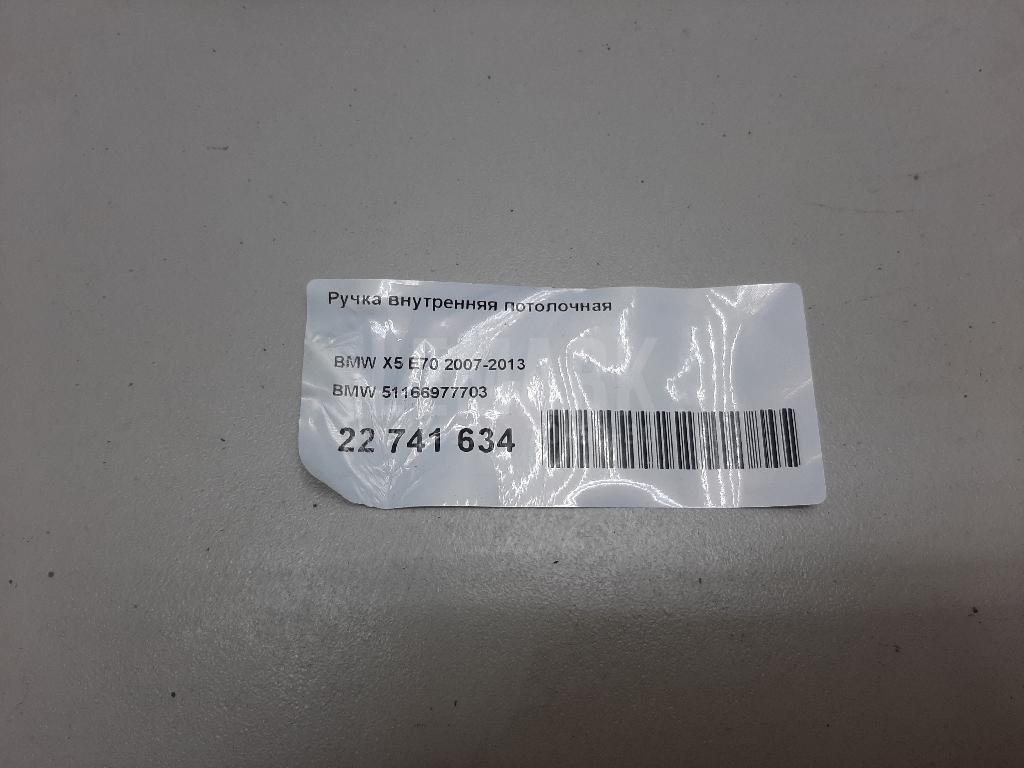 Ручка внутренняя потолочная
BMW X5 E70 2007-2013
BMW 51166977703
22 741 634